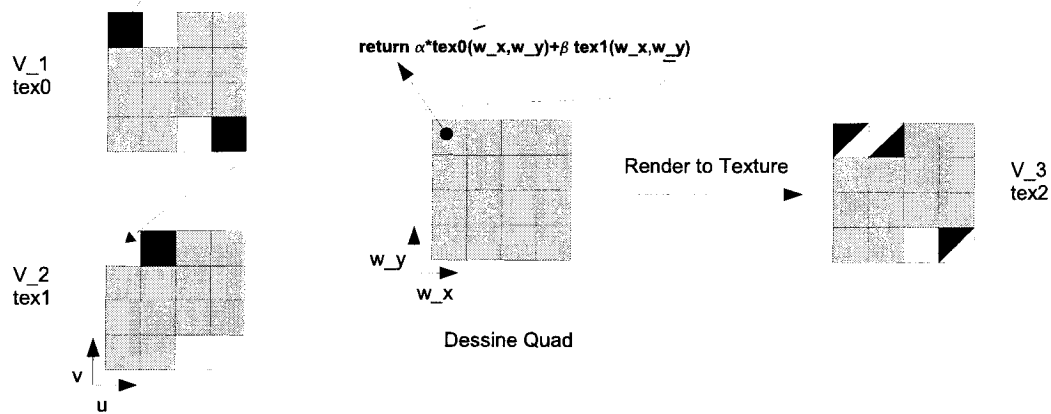 V_1
tex0
return α*tex0(w_x,w_y)+β tex1(w_x,w_y)
Render to Texture
V_3
tex2
V_2
tex1
w_y
w_x
Dessine Quad
v
u